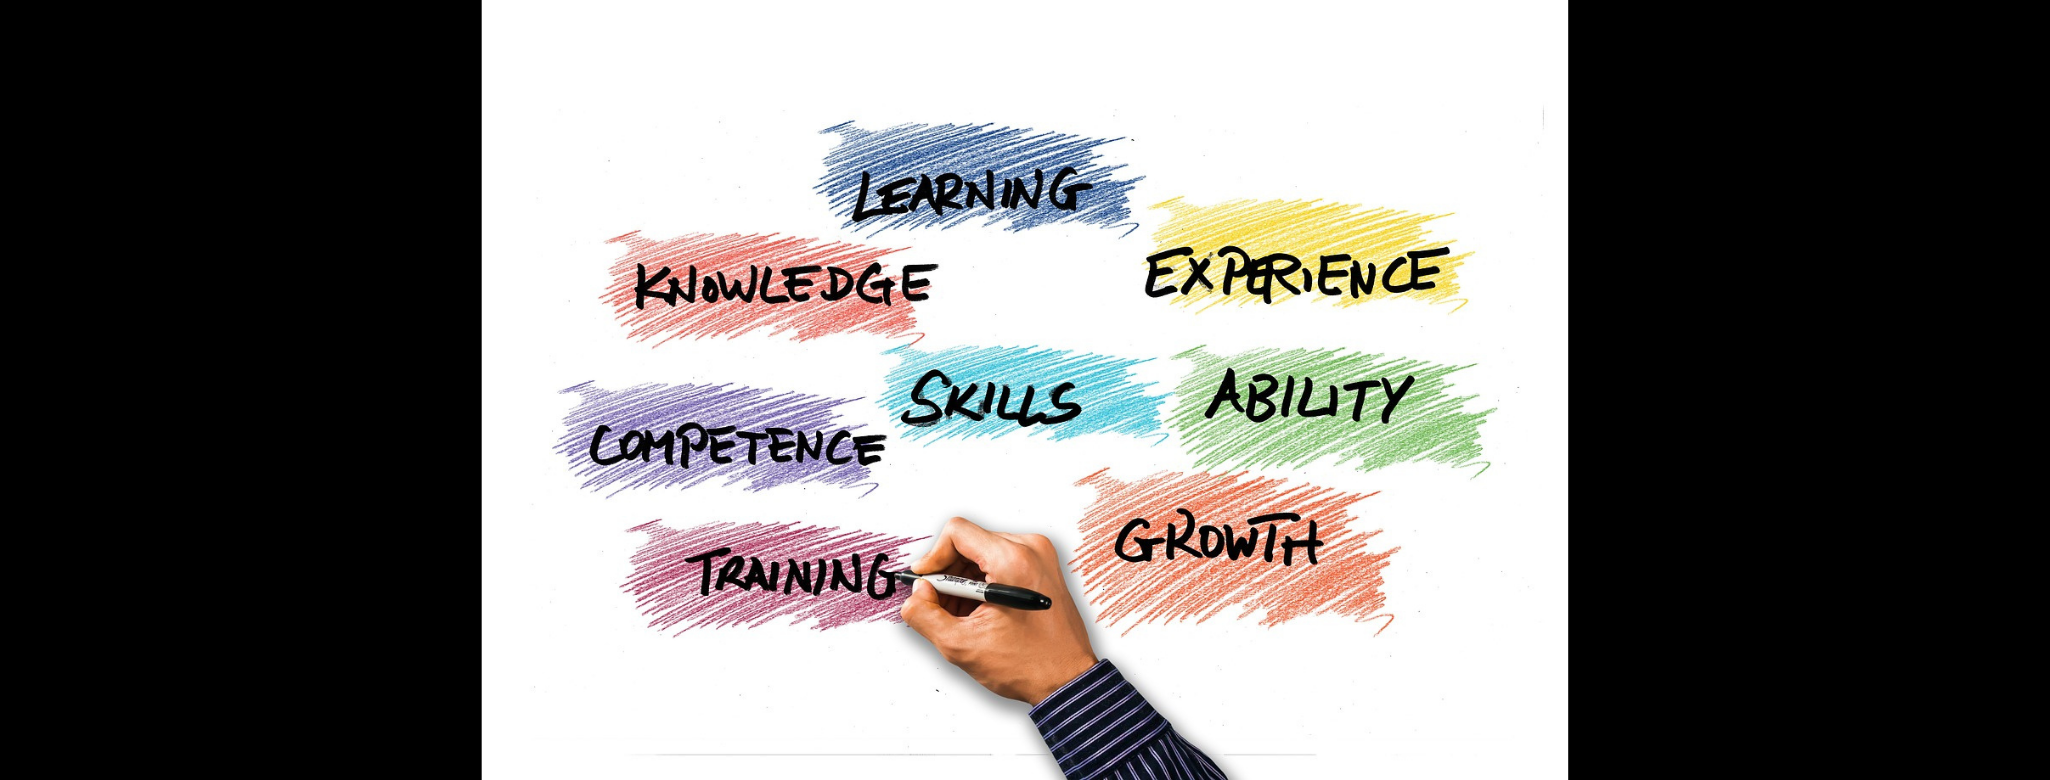 LEARNING
EXPERIENCE
KNOWLEDGE
SKILLS
ABILITY
COMPETENCE
GROWTH
TRAINING